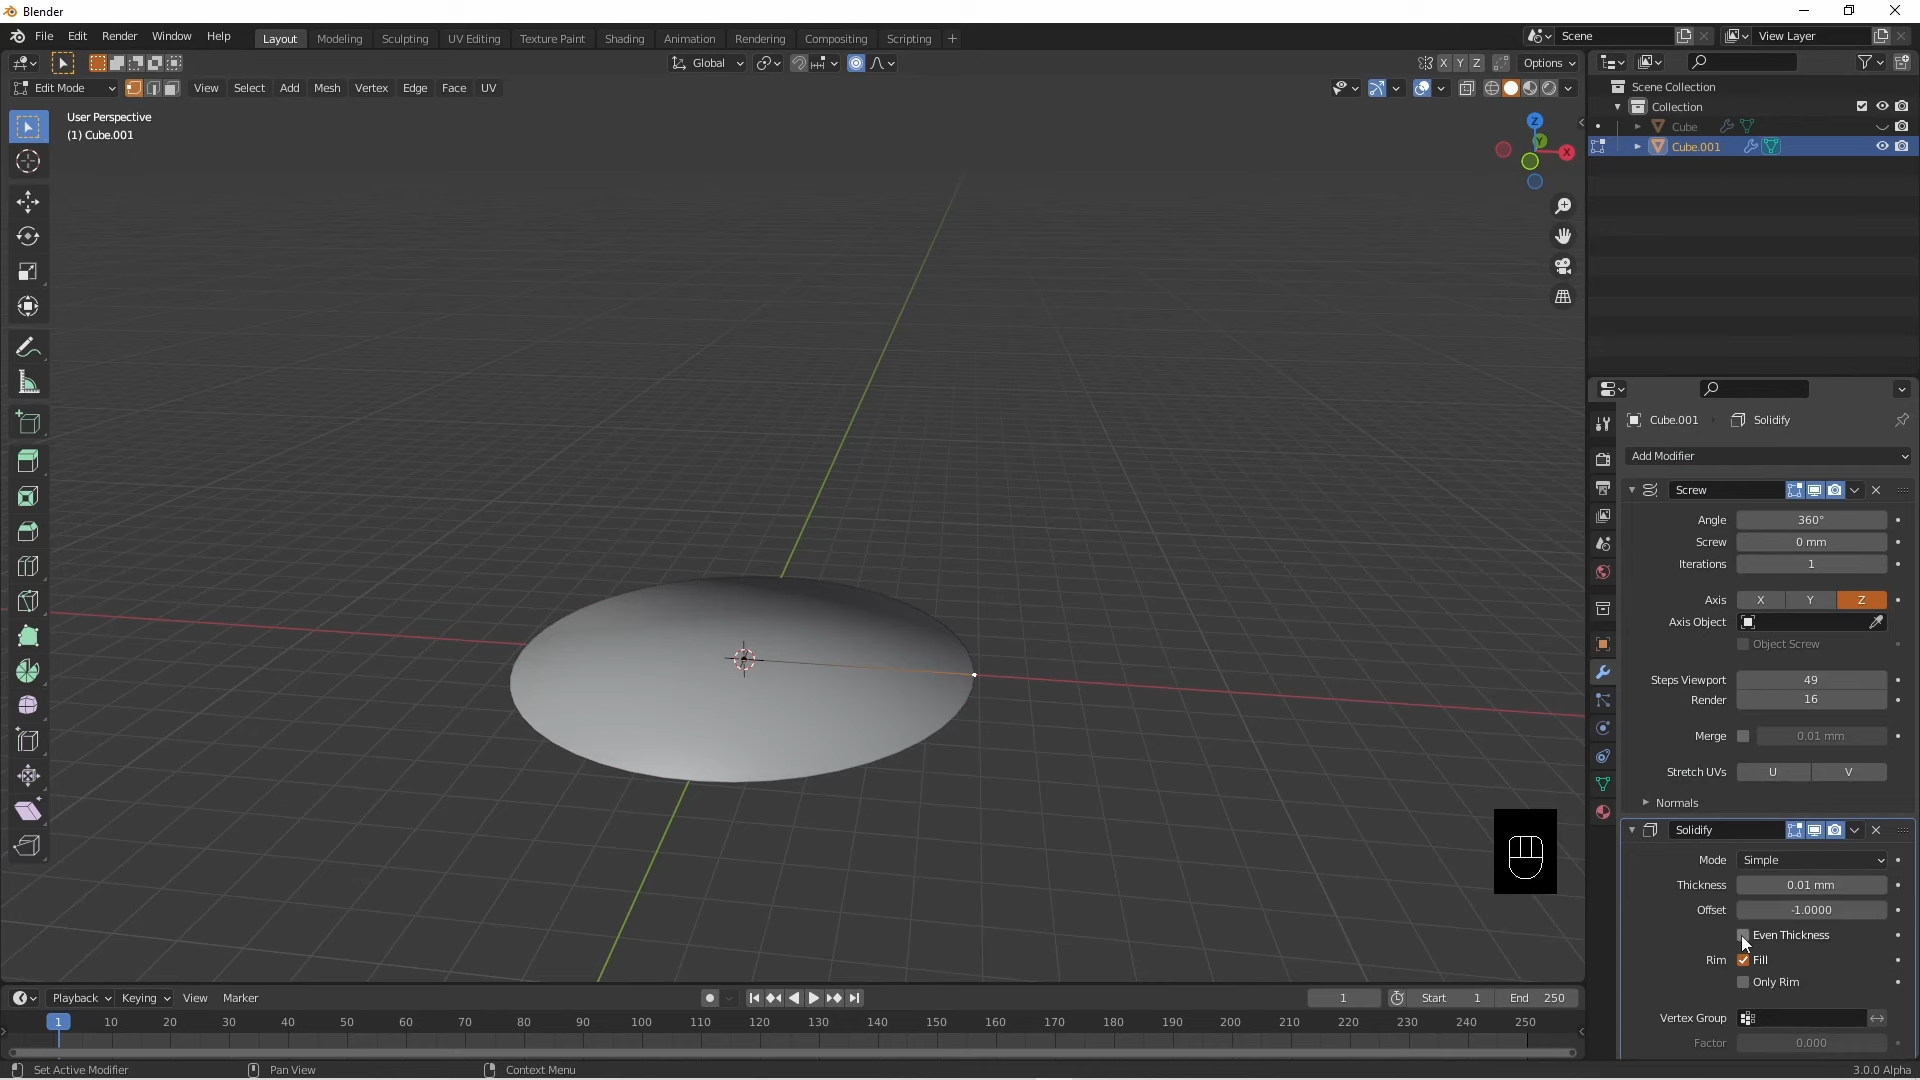 Blender
File Edit Render Window Help
Layout Modeling Sculpting UV Editing Texture Paint Shading Animation Rendering Compositing Scripting +
Scene
View Layer
Global
X Y Z
Options
Edit Mode
View Select Add Mesh Vertex Edge Face UV
User Perspective
(1) Cube.001
Z
Y
X
Scene Collection
Collection
Cube
Cube.001
Cube.001
Solidify
Add Modifier
Screw
Angle 360°
Screw 0 mm
Iterations 1
Axis X Y Z
Axis Object
Object Screw
Steps Viewport 49
Render 16
Merge 0.01 mm
Stretch UVs U V
Normals
Solidify
Mode Simple
Thickness 0.01 mm
Offset -1.0000
Even Thickness
Rim Fill
Only Rim
Vertex Group
Factor 0.000
Playback Keying View Marker
1
Start 1
End 250
1 10 20 30 40 50 60 70 80 90 100 110 120 130 140 150 160 170 180 190 200 210 220 230 240 250
Set Active Modifier
Pan View
Context Menu
3.0.0 Alpha